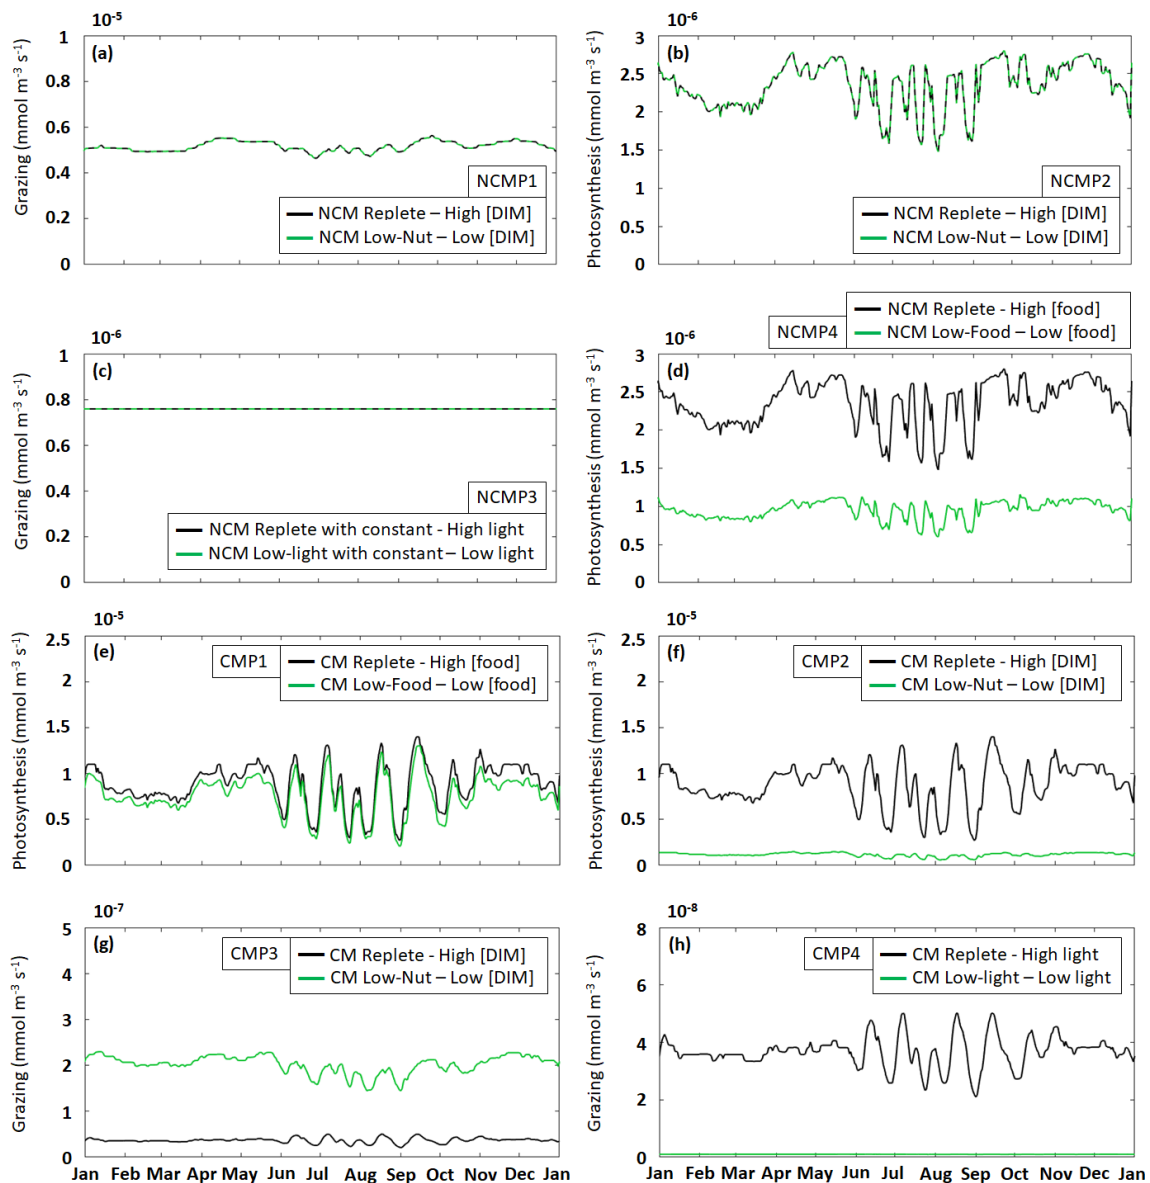 10⁻⁵
Grazing (mmol m⁻³ s⁻¹)
1
0.8
0.6
0.4
0.2
0
(a)
NCMP1
NCM Replete – High [DIM]
NCM Low-Nut – Low [DIM]
10⁻⁶
Photosynthesis (mmol m⁻³ s⁻¹)
3
2.5
2
1.5
1
0.5
0
(b)
NCMP2
NCM Replete – High [DIM]
NCM Low-Nut – Low [DIM]
10⁻⁶
Grazing (mmol m⁻³ s⁻¹)
1
0.8
0.6
0.4
0.2
0
(c)
NCMP3
NCM Replete with constant - High light
NCM Low-light with constant – Low light
NCM Replete - High [food]
NCMP4 NCM Low-Food – Low [food]
10⁻⁶
Photosynthesis (mmol m⁻³ s⁻¹)
3
2.5
2
1.5
1
0.5
0
(d)
10⁻⁵
Photosynthesis (mmol m⁻³ s⁻¹)
2.5
2
1.5
1
0.5
0
(e)
CMP1 CM Replete - High [food]
CM Low-Food – Low [food]
10⁻⁵
Photosynthesis (mmol m⁻³ s⁻¹)
2.5
2
1.5
1
0.5
0
(f)
CMP2 CM Replete - High [DIM]
CM Low-Nut – Low [DIM]
10⁻⁷
Grazing (mmol m⁻³ s⁻¹)
5
4
3
2
1
0
(g)
CMP3 CM Replete - High [DIM]
CM Low-Nut – Low [DIM]
Jan Feb Mar Apr May Jun Jul Aug Sep Oct Nov Dec Jan
10⁻⁸
Grazing (mmol m⁻³ s⁻¹)
8
6
4
2
0
(h)
CMP4 CM Replete - High light
CM Low-light – Low light
Jan Feb Mar Apr May Jun Jul Aug Sep Oct Nov Dec Jan